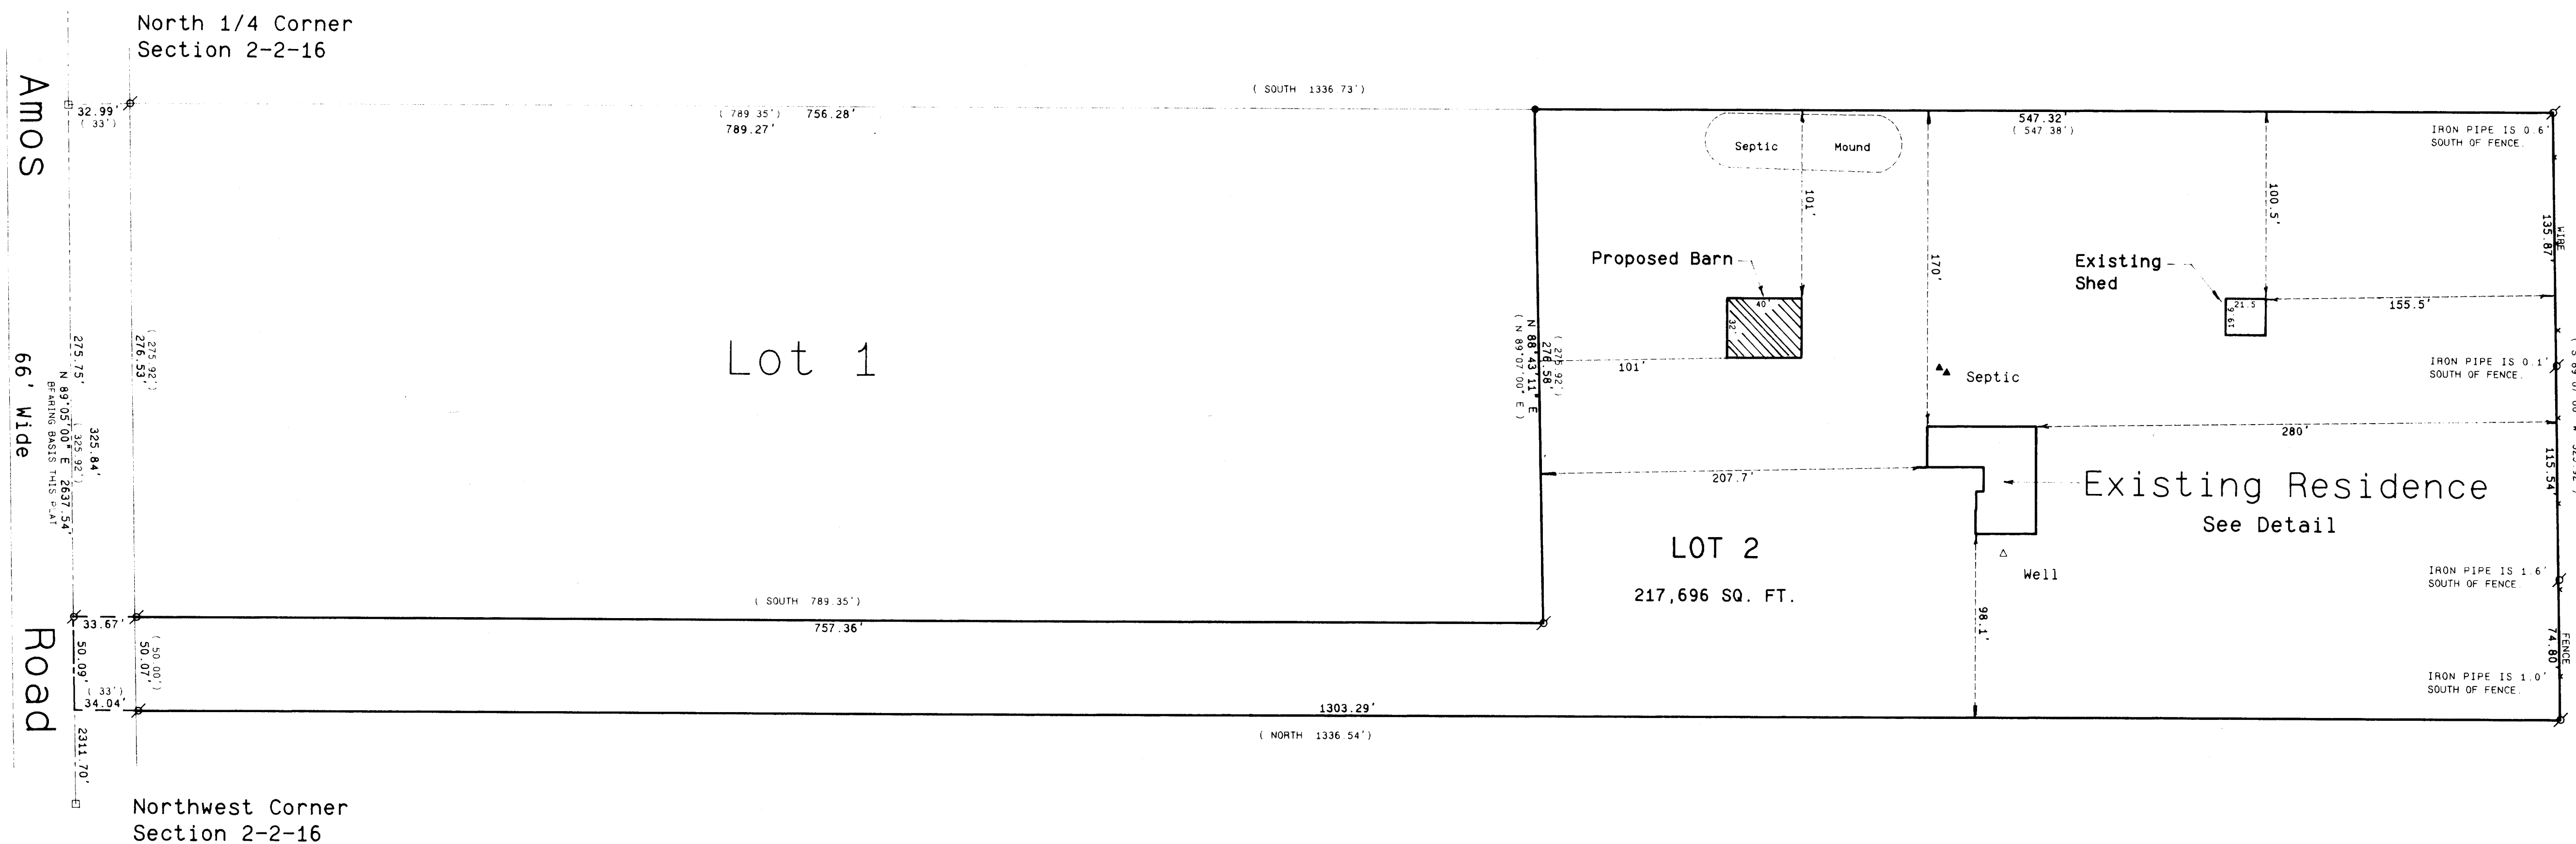 North 1/4 Corner
Section 2-2-16
Amos
Road
66' Wide
32.99'
( 33')
( SOUTH 1336.73')
( 789.35') 756.28'
789.27'
547.32'
( 547.38')
IRON PIPE IS 0.6'
SOUTH OF FENCE.
Septic Mound
101'
170'
100.5'
135.87'
WIRE
Proposed Barn
40'
32'
101'
Existing
Shed
21.5
19.6
155.5'
Lot 1
275.75'
( 275.92')
276.53'
325.84'
( 325.92')
N 89°05'00" E 2637.54'
BEARING BASIS THIS PLAT
( 275.92')
276.58'
N 88°43'11" E
( N 89°07'00" E )
Septic
IRON PIPE IS 0.1'
SOUTH OF FENCE.
280'
115.54'
207.7'
Existing Residence
See Detail
LOT 2
217,696 SQ. FT.
Well
98.1'
IRON PIPE IS 1.6'
SOUTH OF FENCE.
FENCE
74.80'
IRON PIPE IS 1.0'
SOUTH OF FENCE.
( SOUTH 789.35')
757.36'
33.67'
50.09'
( 50.00')
50.07'
( 33')
34.04'
1303.29'
( NORTH 1336.54')
2311.70'
Northwest Corner
Section 2-2-16